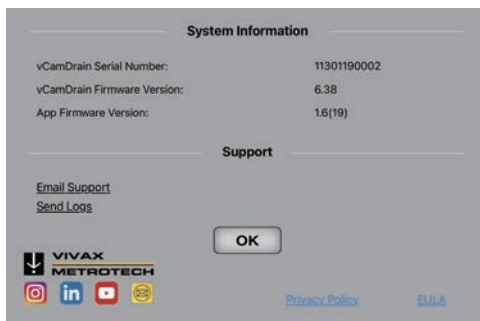 System Information
vCamDrain Serial Number: 11301190002
vCamDrain Firmware Version: 6.38
App Firmware Version: 1.6(19)
Support
Email Support
Send Logs
OK
VIVAX
METROTECH
in
Privacy Policy EULA